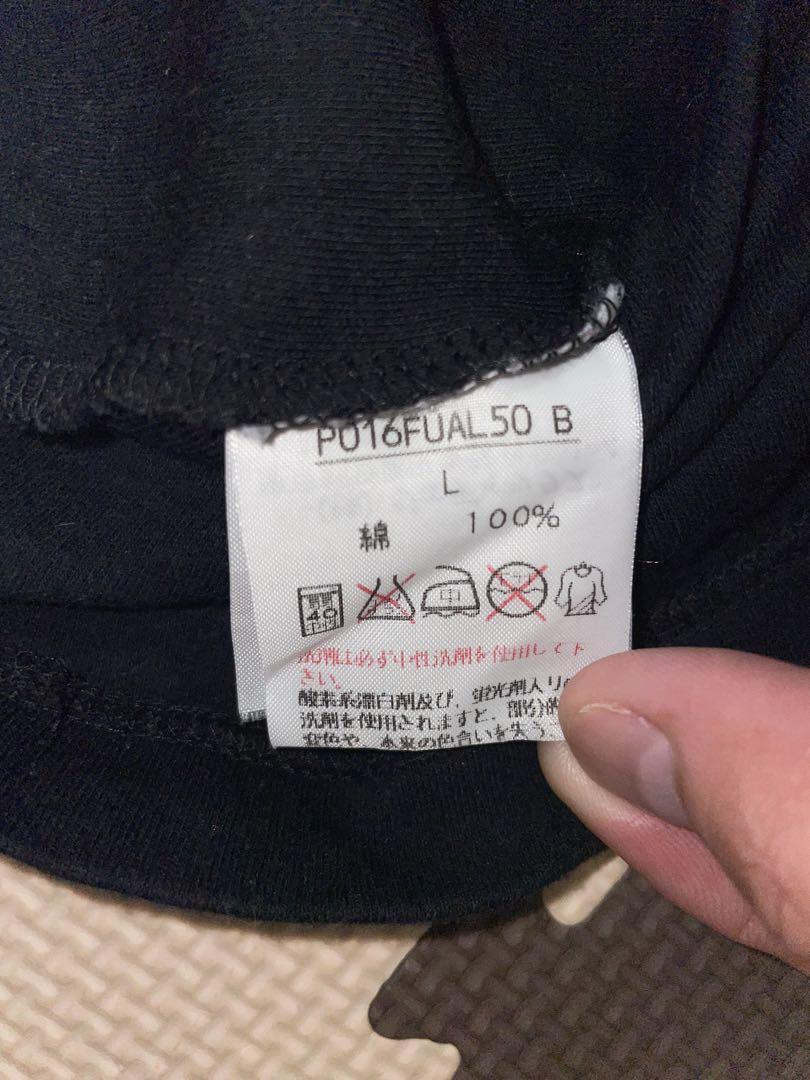 P016FUAL50 B
L
綿 100%
40
中性
中
洗剤は必ず中性洗剤を使用して下
さい。
酸素系漂白剤及び、蛍光剤入りの
洗剤を使用されますと、部分的
変色や、本来の色合いを失う